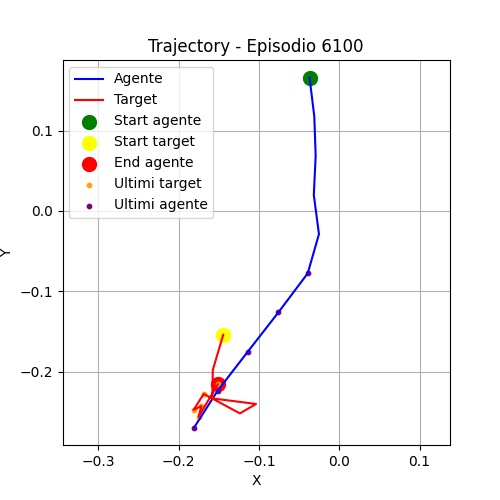 Trajectory - Episodio 6100
Agente
Target
Start agente
Start target
End agente
Ultimi target
Ultimi agente
Y
0.1
0.0
−0.1
−0.2
−0.3
−0.2
−0.1
0.0
0.1
X